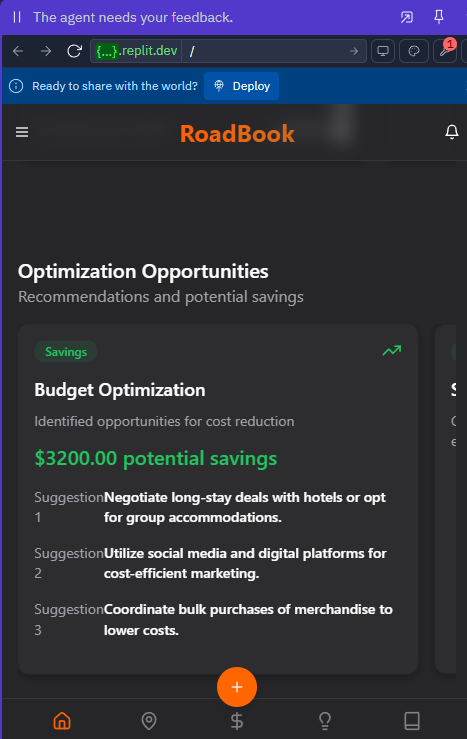 The agent needs your feedback.
{...}.replit.dev /
1
Ready to share with the world? Deploy
RoadBook
Optimization Opportunities
Recommendations and potential savings
Savings
Budget Optimization
Identified opportunities for cost reduction
$3200.00 potential savings
Suggestion Negotiate long-stay deals with hotels or opt
1 for group accommodations.
Suggestion Utilize social media and digital platforms for
2 cost-efficient marketing.
Suggestion Coordinate bulk purchases of merchandise to
3 lower costs.